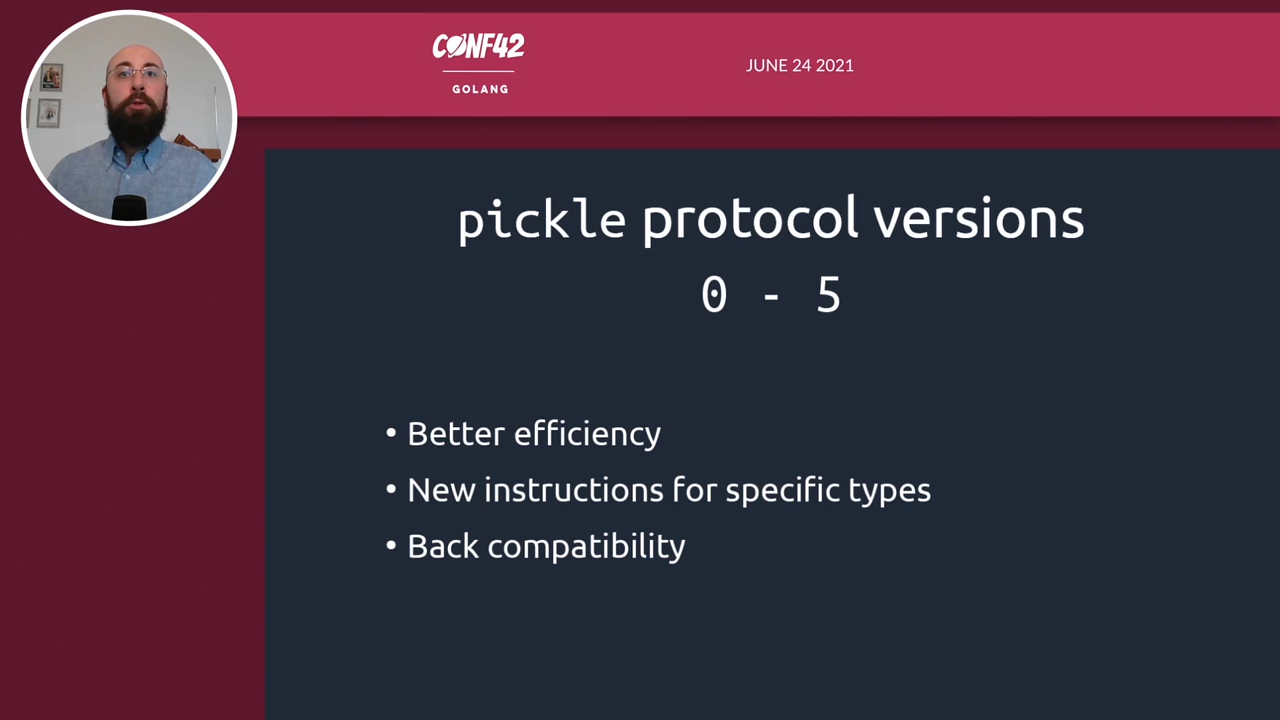 CONF42
GOLANG
JUNE 24 2021
pickle protocol versions
0 - 5
• Better efficiency
• New instructions for specific types
• Back compatibility